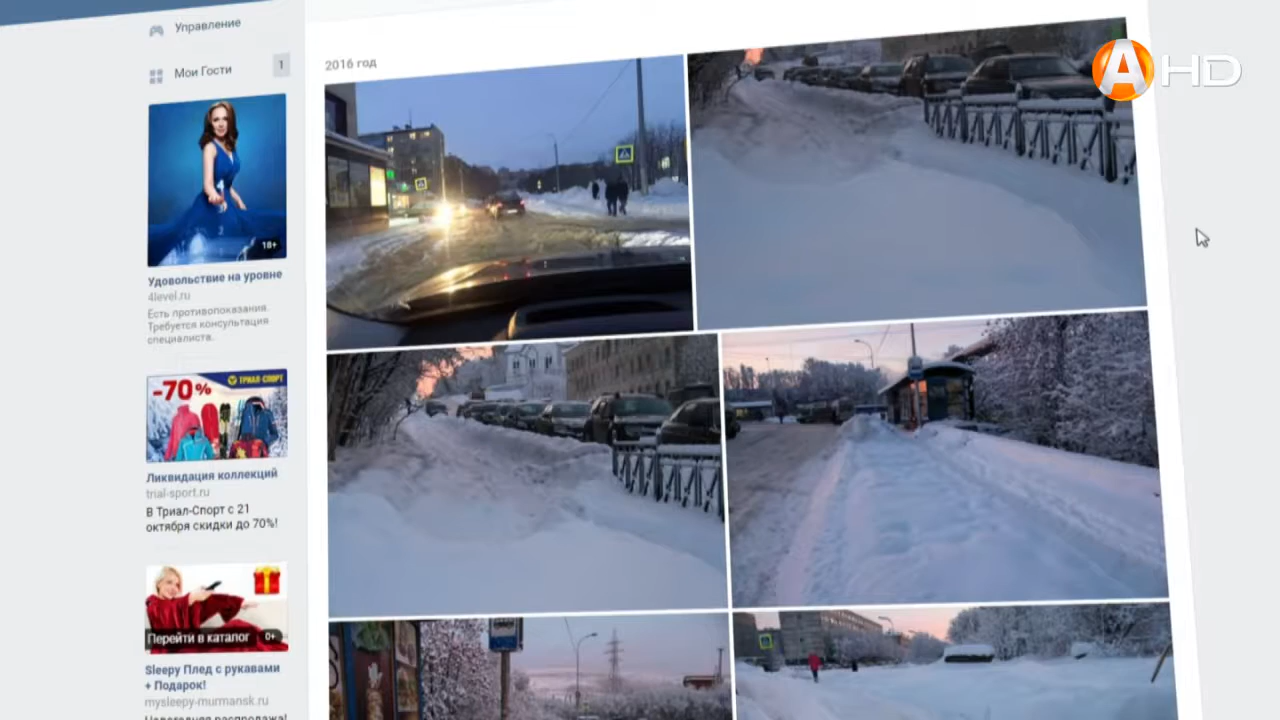 Управление
Мои Гости
1
18+
Удовольствие на уровне
4level.ru
Есть противопоказания.
Требуется консультация
специалиста.
-70%
ТРИАЛ-СПОРТ
Ликвидация коллекций
trial-sport.ru
В Триал-Спорт с 21
октября скидки до 70%!
Перейти в каталог
0+
Sleepy Плед с рукавами
+ Подарок!
mysleepy-murmansk.ru
Новогодняя распродажа!
2016 год
A HD